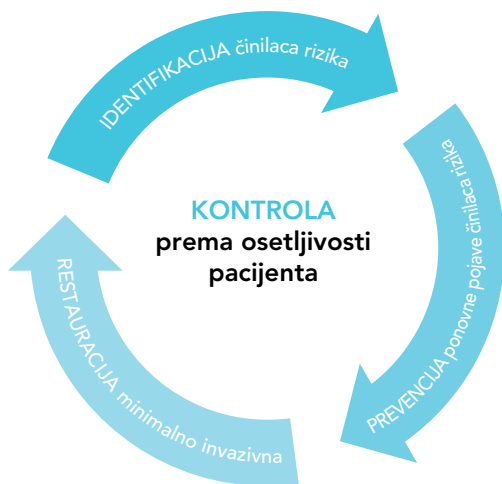 IDENTIFIKACIJA činilaca rizika
PREVENCIJA ponovne pojave činilaca rizika
RESTAURACIJA minimalno invazivna
KONTROLA
prema osetljivosti
pacijenta